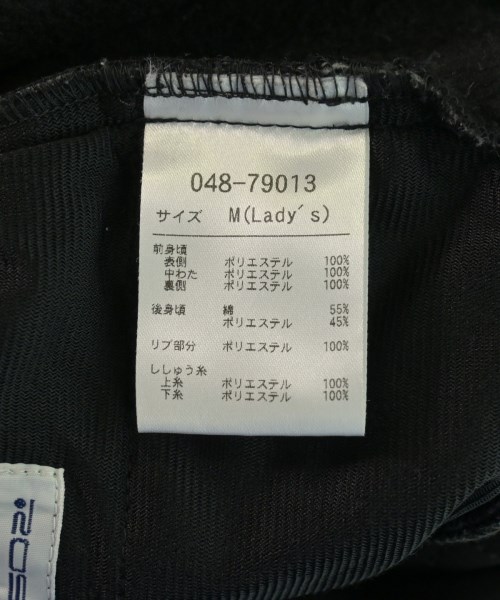 048-79013
サイズ M(Lady's)
前身頃
表側 ポリエステル 100%
中わた ポリエステル 100%
裏側 ポリエステル 100%
後身頃 綿 55%
ポリエステル 45%
リブ部分 ポリエステル 100%
ししゅう糸
上糸 ポリエステル 100%
下糸 ポリエステル 100%